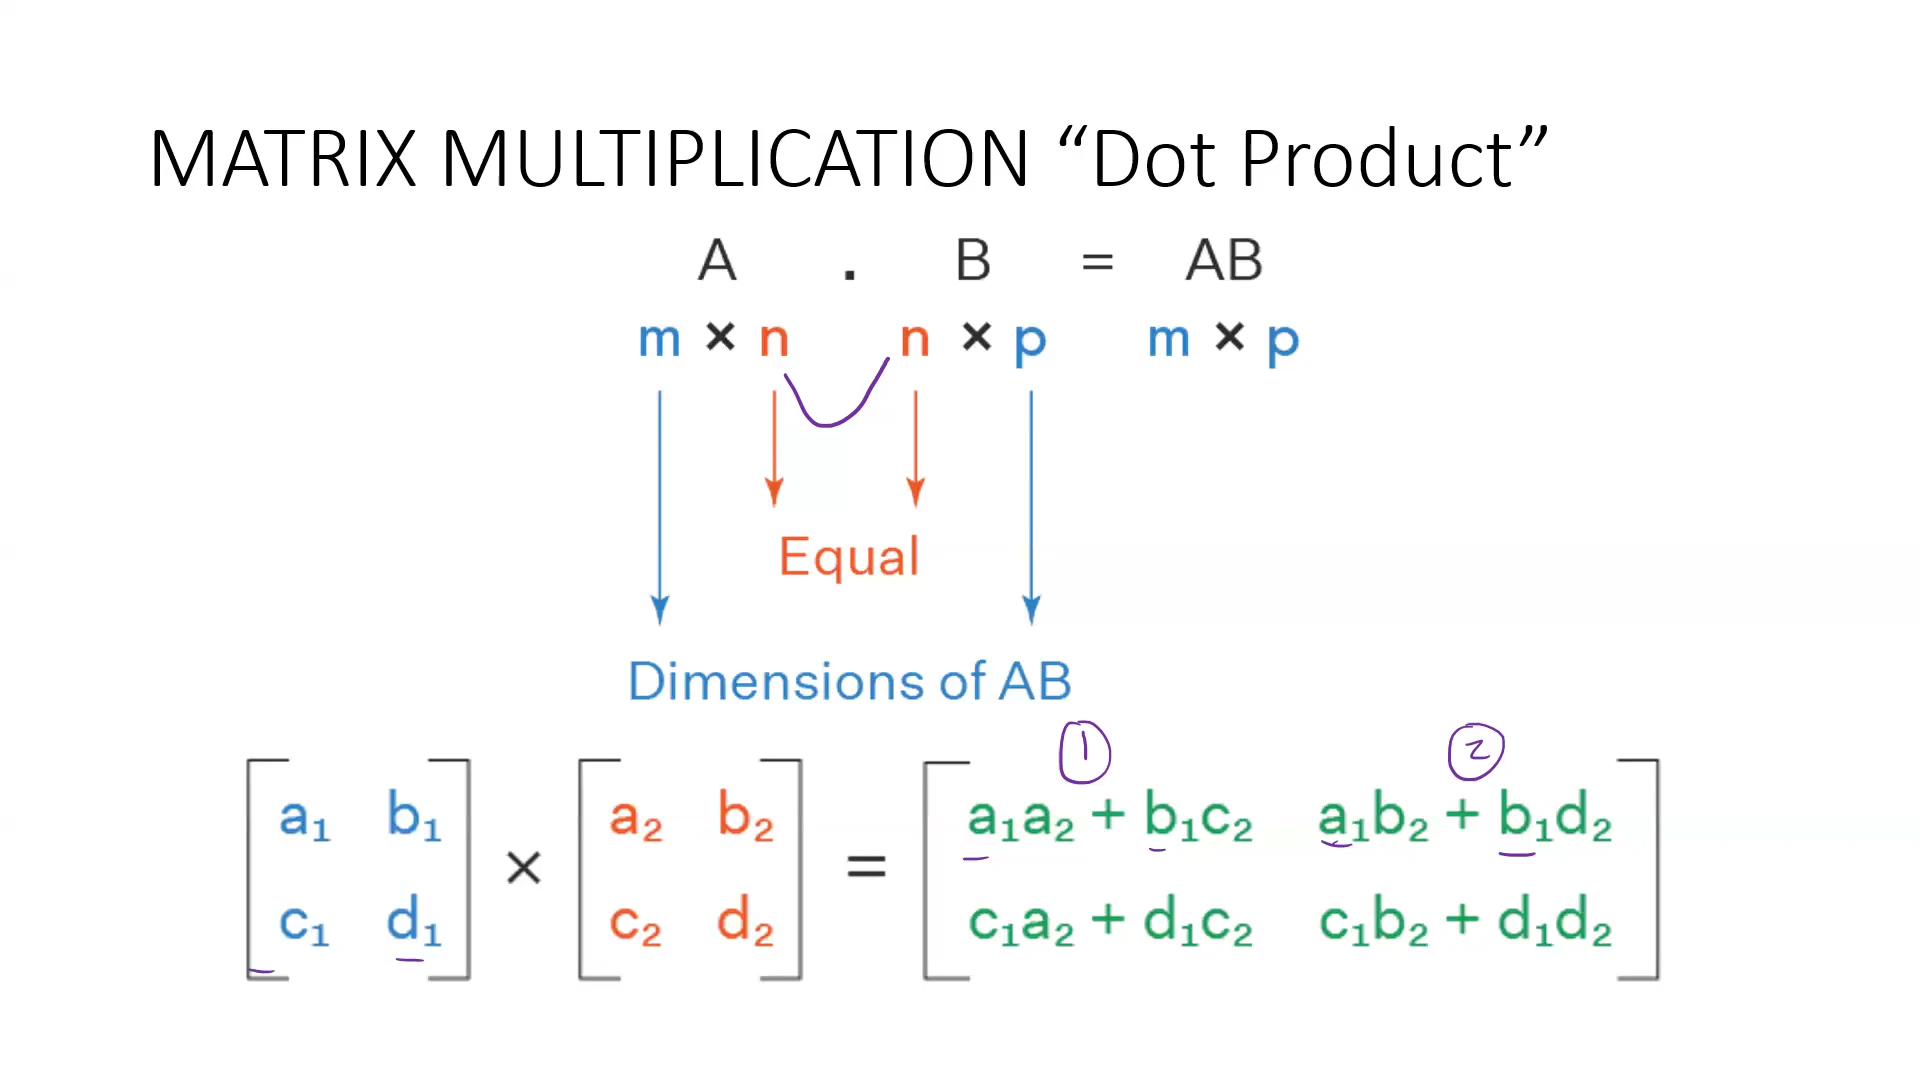 MATRIX MULTIPLICATION “Dot Product”
A . B = AB
m × n n × p m × p
Equal
Dimensions of AB
1 2
a₁ b₁ a₂ b₂ a₁a₂ + b₁c₂ a₁b₂ + b₁d₂
× =
c₁ d₁ c₂ d₂ c₁a₂ + d₁c₂ c₁b₂ + d₁d₂